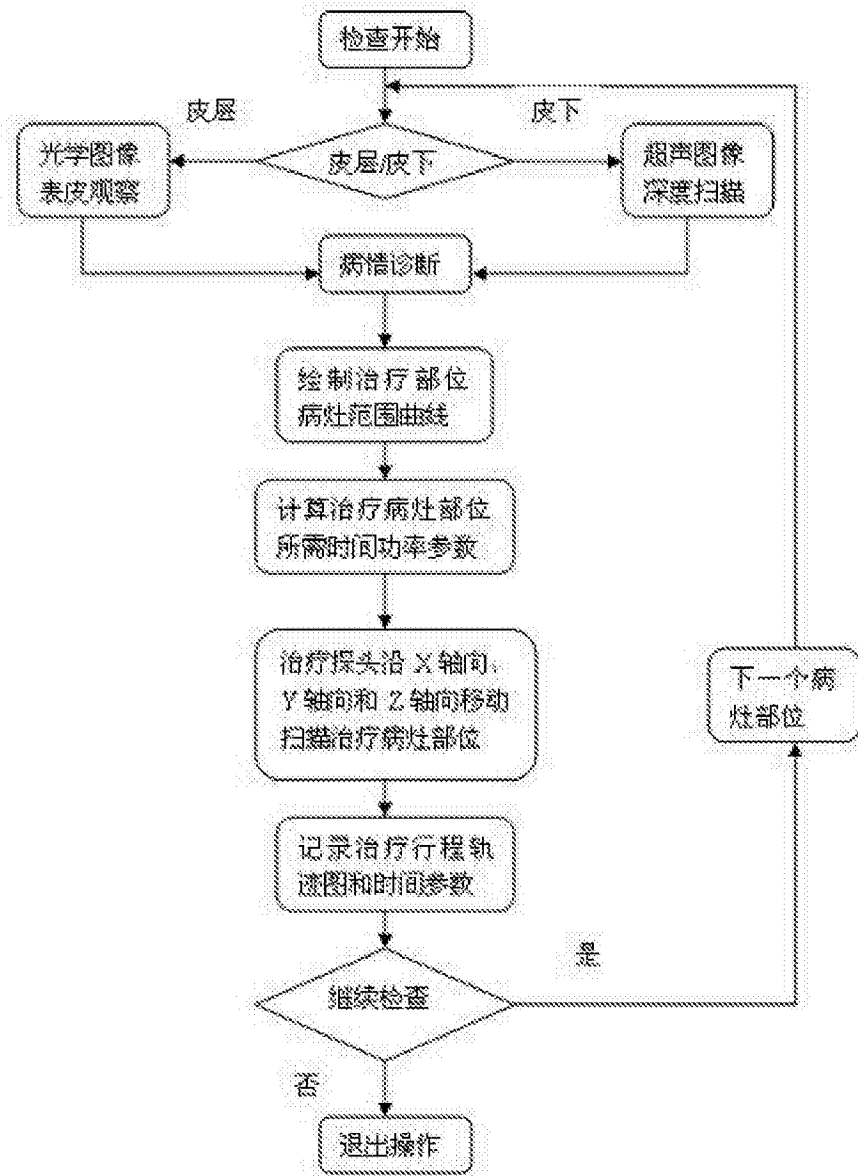 检查开始
皮层
皮下
光学图像
表皮观察
皮层/皮下
超声图像
深度扫描
病情诊断
绘制治疗部位
病灶范围曲线
计算治疗病灶部位
所需时间功率参数
治疗探头沿 X 轴向、
Y 轴向和 Z 轴向移动
扫描治疗病灶部位
下一个病
灶部位
记录治疗行程轨
迹图和时间参数
是
继续检查
否
退出操作